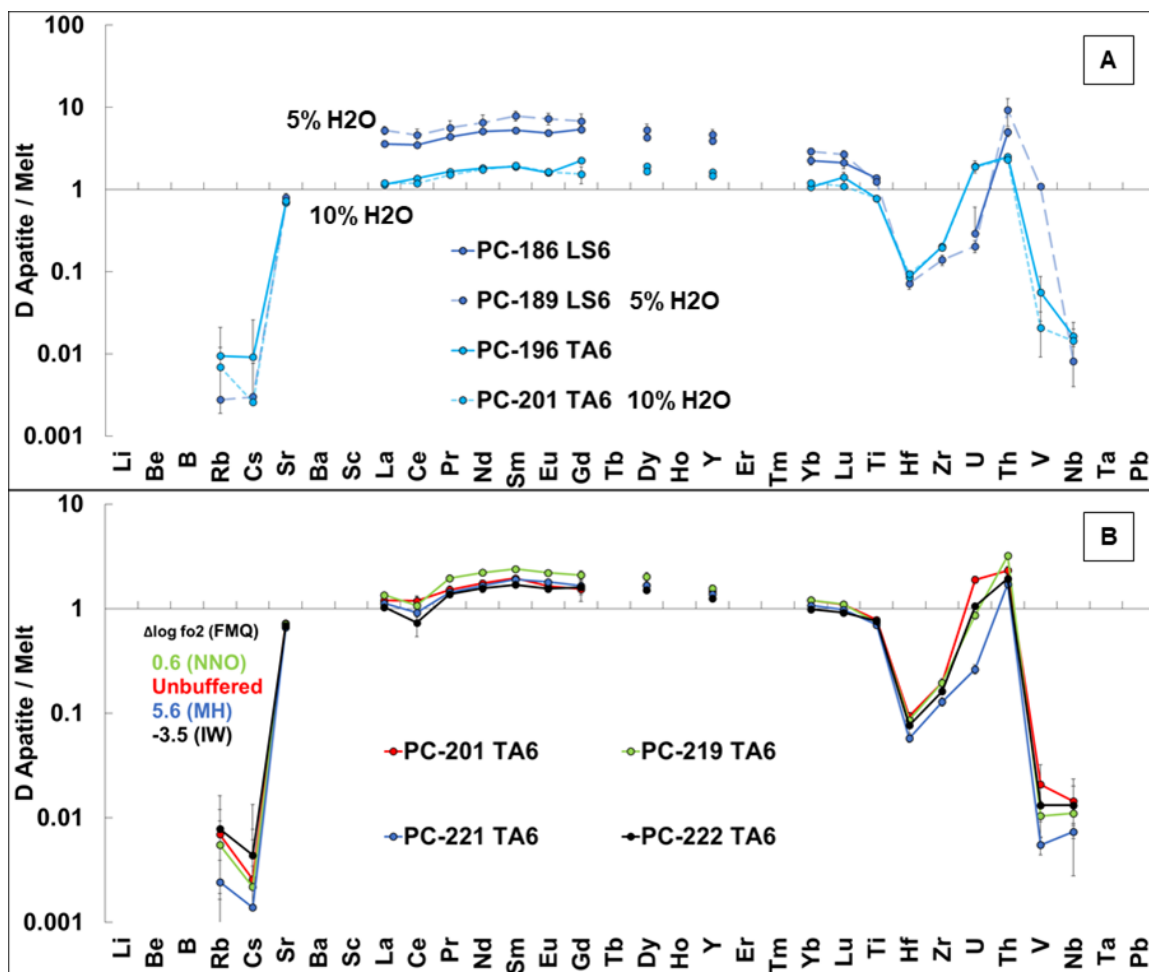 A
100
10
1
0.1
0.01
0.001
D Apatite / Melt
5% H2O
10% H2O
PC-186 LS6
PC-189 LS6 5% H2O
PC-196 TA6
PC-201 TA6 10% H2O
Li Be B Rb Cs Sr Ba Sc La Ce Pr Nd Sm Eu Gd Tb Dy Ho Y Er Tm Yb Lu Ti Hf Zr U Th V Nb Ta Pb
B
10
1
0.1
0.01
0.001
D Apatite / Melt
Δlog fo2 (FMQ)
0.6 (NNO)
Unbuffered
5.6 (MH)
-3.5 (IW)
PC-201 TA6 PC-219 TA6
PC-221 TA6 PC-222 TA6
Li Be B Rb Cs Sr Ba Sc La Ce Pr Nd Sm Eu Gd Tb Dy Ho Y Er Tm Yb Lu Ti Hf Zr U Th V Nb Ta Pb